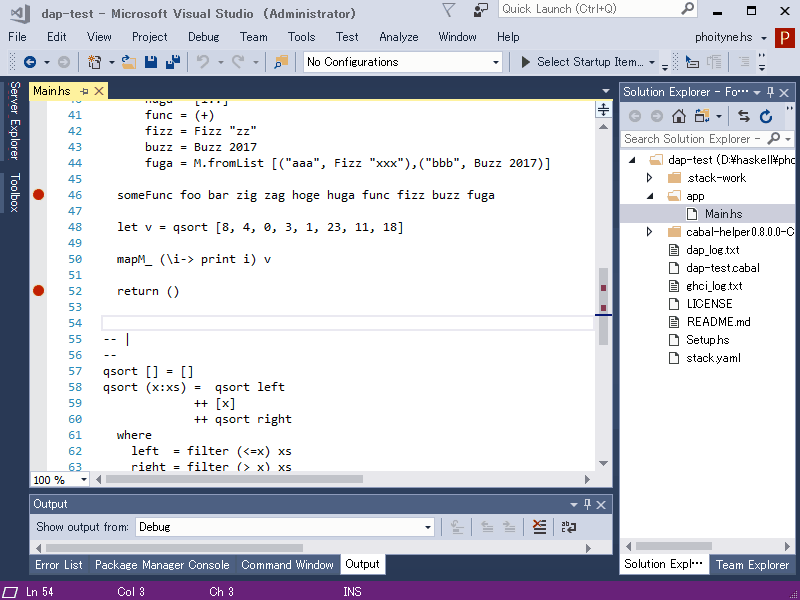 dap-test - Microsoft Visual Studio (Administrator)
Quick Launch (Ctrl+Q)
File Edit View Project Debug Team Tools Test Analyze Window Help
phoityne.hs
P
No Configurations
Select Startup Item...
Server Explorer
Toolbox
Main.hs
41 func = (+)
42 fizz = Fizz "zz"
43 buzz = Buzz 2017
44 fuga = M.fromList [("aaa", Fizz "xxx"),("bbb", Buzz 2017)]
45
46 someFunc foo bar zig zag hoge huga func fizz buzz fuga
47
48 let v = qsort [8, 4, 0, 3, 1, 23, 11, 18]
49
50 mapM_ (\i-> print i) v
51
52 return ()
53
54
55 -- |
56 --
57 qsort [] = []
58 qsort (x:xs) =  qsort left
59 ++ [x]
60 ++ qsort right
61 where
62 left  = filter (<=x) xs
63 right = filter (> x) xs
100 %
Solution Explorer - Fo...
Search Solution Explorer -
dap-test (D:¥haskell¥pho
.stack-work
app
Main.hs
cabal-helper0.8.0.0-C
dap_log.txt
dap-test.cabal
ghci_log.txt
LICENSE
README.md
Setup.hs
stack.yaml
Output
Show output from: Debug
Error List Package Manager Console Command Window Output
Solution Expl... Team Explorer
Ln 54 Col 3 Ch 3 INS